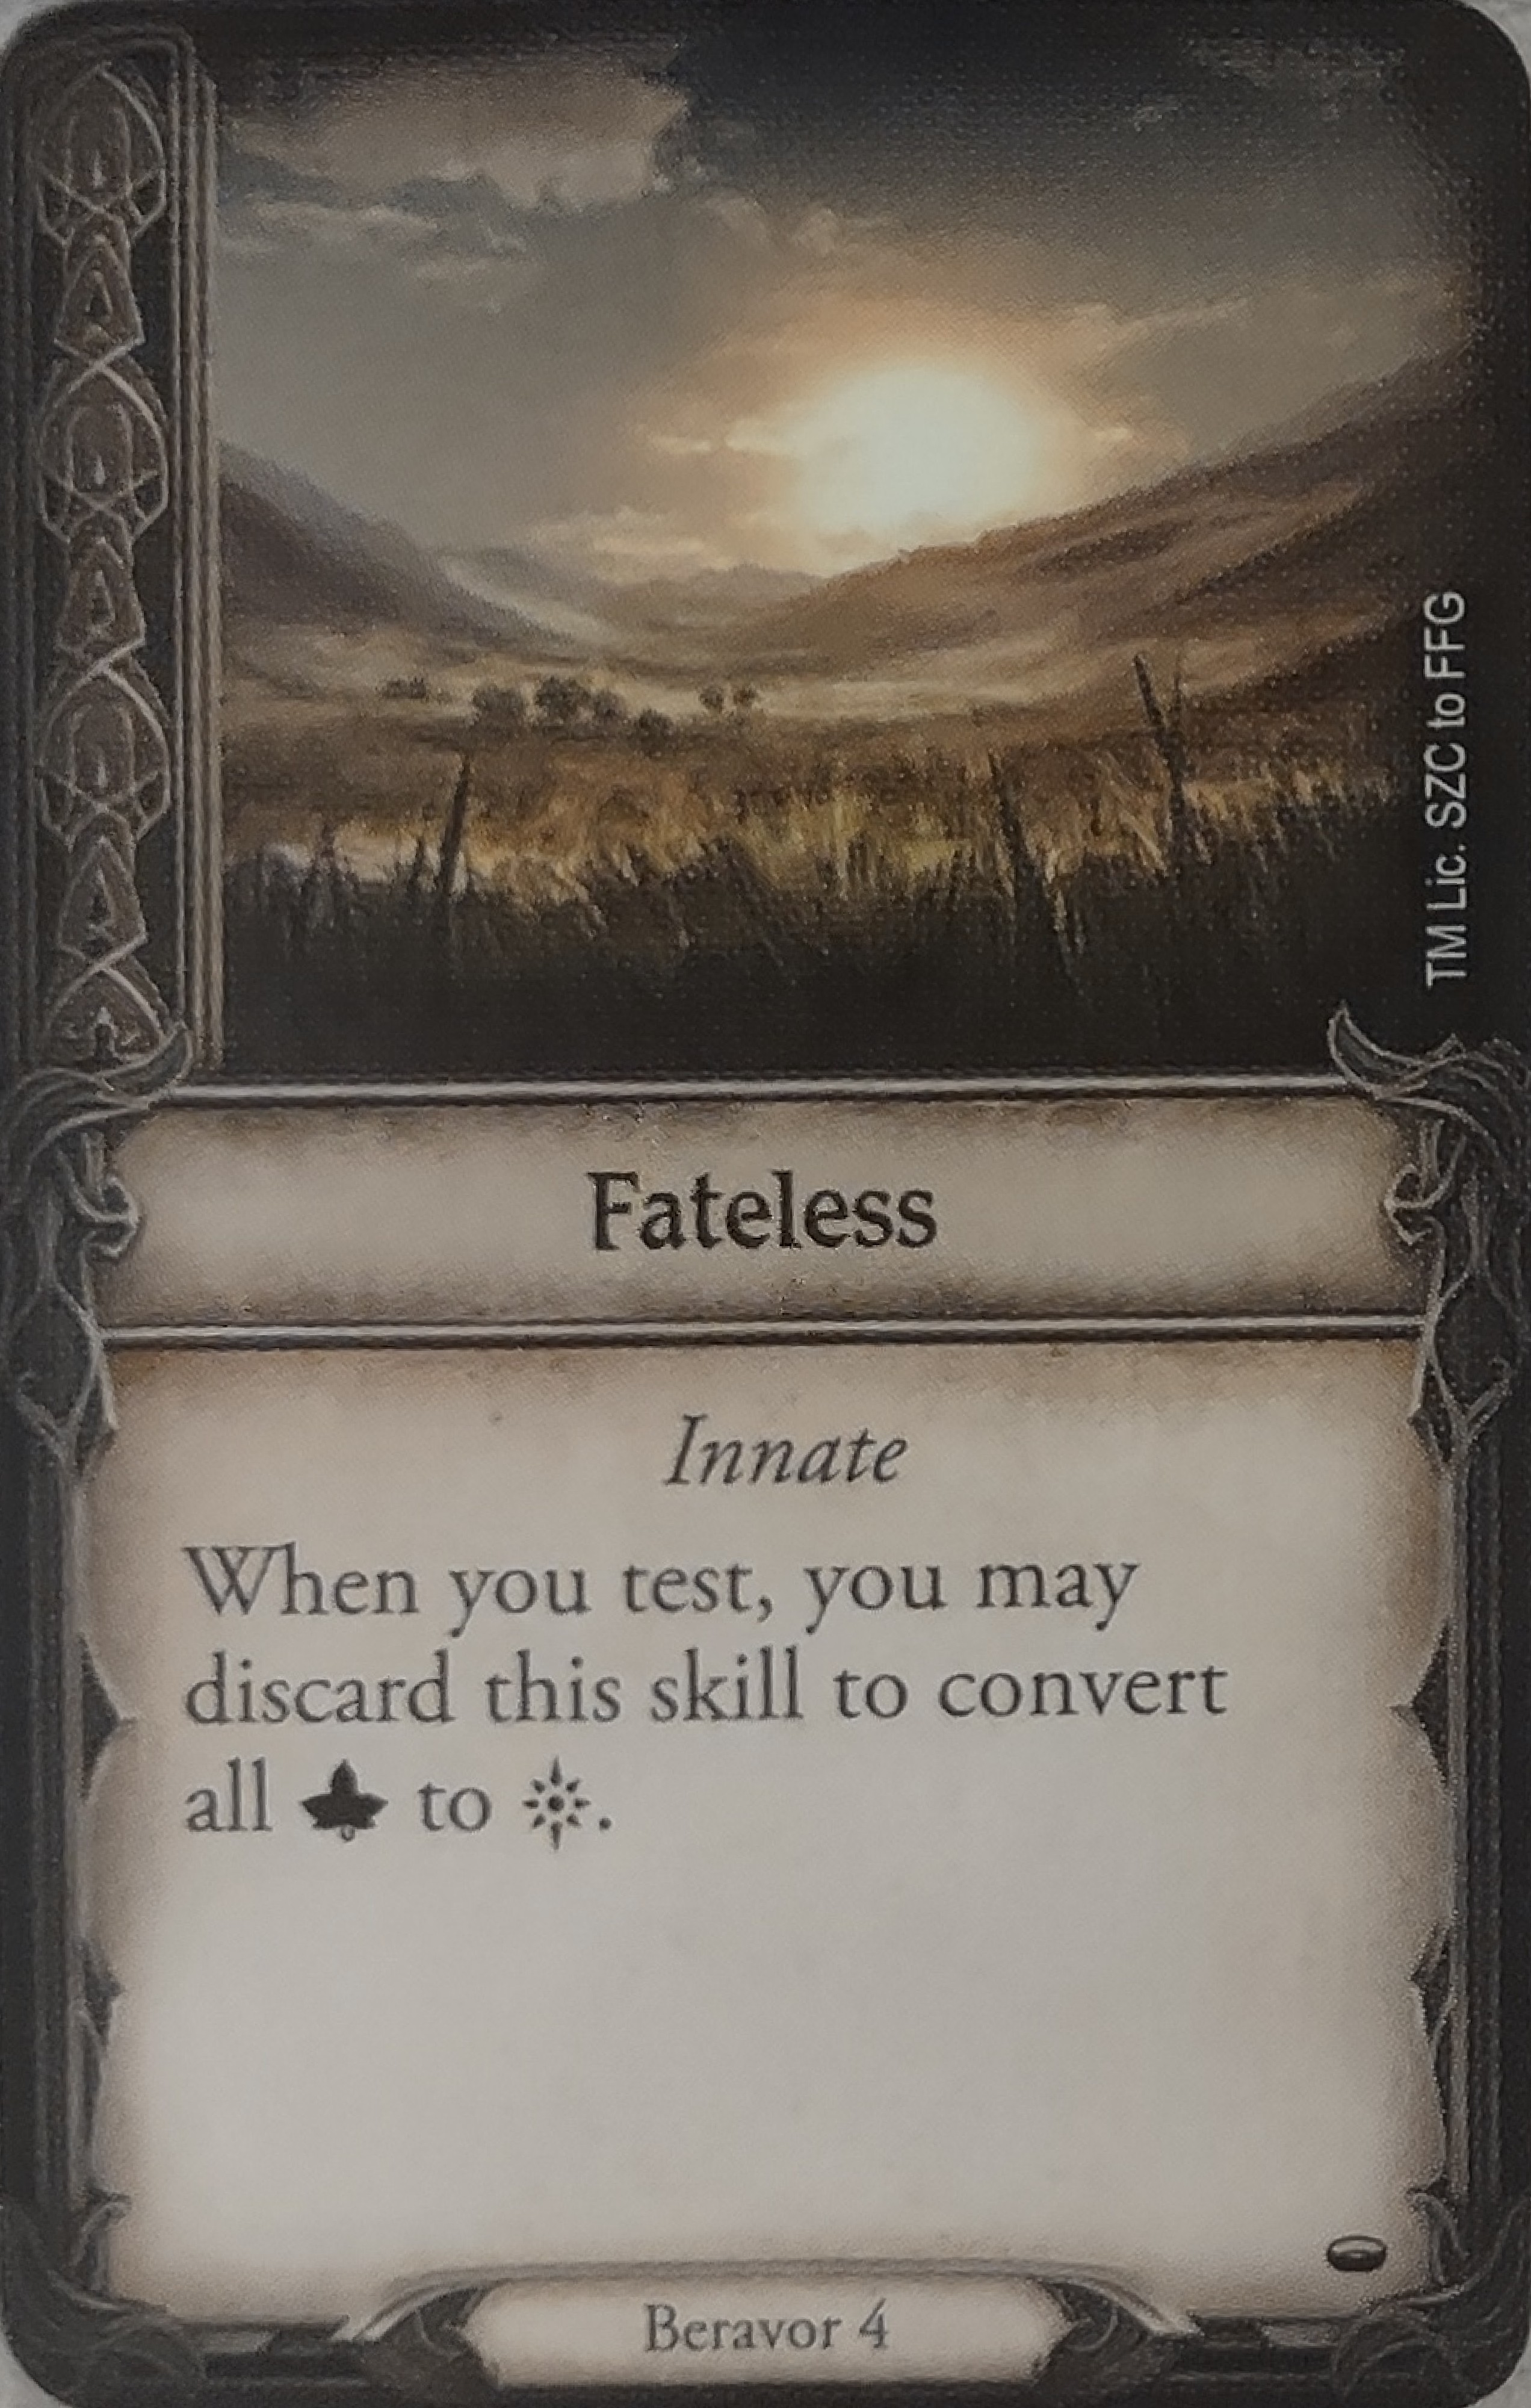 TM Lic. SZC to FFG
Fateless
Innate
When you test, you may
discard this skill to convert
all to .
Beravor 4